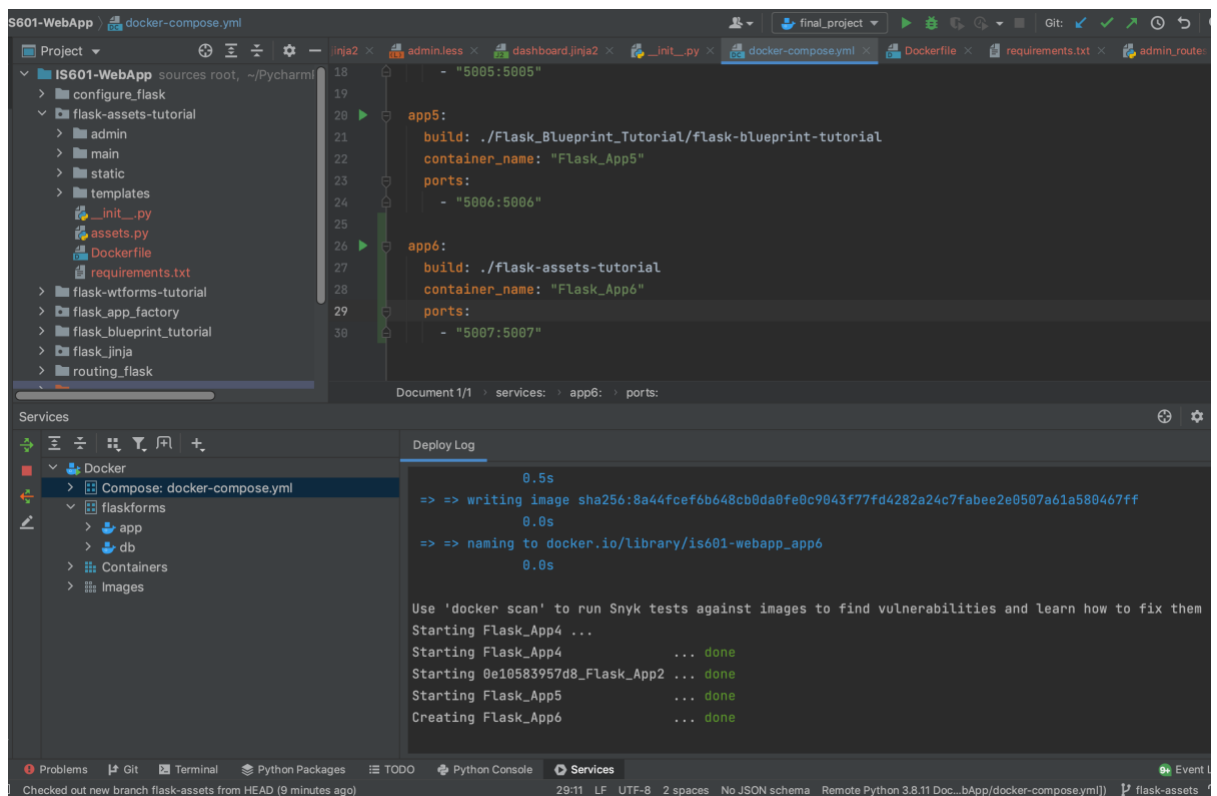 S601-WebApp docker-compose.yml final_project Git:
Project inja2 admin.less dashboard.jinja2 __init__.py docker-compose.yml Dockerfile requirements.txt admin_route
IS601-WebApp sources root, ~/Pycharm
configure_flask
flask-assets-tutorial
admin
main
static
templates
__init__.py
assets.py
Dockerfile
requirements.txt
flask-wtforms-tutorial
flask_app_factory
flask_blueprint_tutorial
flask_jinja
routing_flask
18 - "5005:5005"
19
20 app5:
21 build: ./Flask_Blueprint_Tutorial/flask-blueprint-tutorial
22 container_name: "Flask_App5"
23 ports:
24 - "5006:5006"
25
26 app6:
27 build: ./flask-assets-tutorial
28 container_name: "Flask_App6"
29 ports:
30 - "5007:5007"
Document 1/1 › services: › app6: › ports:
Services
Docker
Compose: docker-compose.yml
flaskforms
app
db
Containers
Images
Deploy Log
0.5s
=> => writing image sha256:8a44fcef6b648cb0da0fe0c9043f77fd4282a24c7fabee2e0507a61a580467ff
0.0s
=> => naming to docker.io/library/is601-webapp_app6
0.0s
Use 'docker scan' to run Snyk tests against images to find vulnerabilities and learn how to fix them
Starting Flask_App4 ...
Starting Flask_App4 ... done
Starting 0e10583957d8_Flask_App2 ... done
Starting Flask_App5 ... done
Creating Flask_App6 ... done
Problems Git Terminal Python Packages TODO Python Console Services 9+ Event L
Checked out new branch flask-assets from HEAD (9 minutes ago) 29:11 LF UTF-8 2 spaces No JSON schema Remote Python 3.8.11 Doc...bApp/docker-compose.yml]) flask-assets